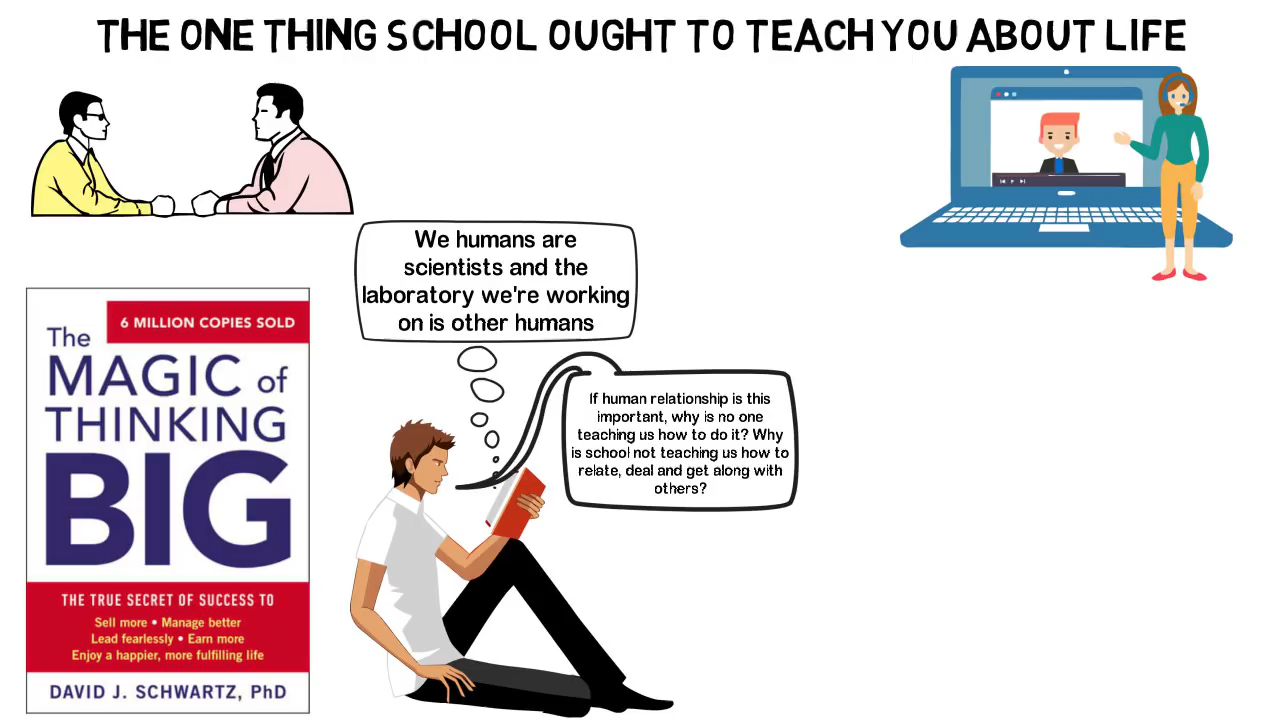 THE ONE THING SCHOOL OUGHT TO TEACH YOU ABOUT LIFE
We humans are
scientists and the
laboratory we're working
on is other humans
If human relationship is this
important, why is no one
teaching us how to do it? Why
is school not teaching us how to
relate, deal and get along with
others?
6 MILLION COPIES SOLD
The
MAGIC of
THINKING
BIG
THE TRUE SECRET OF SUCCESS TO
Sell more • Manage better
Lead fearlessly • Earn more
Enjoy a happier, more fulfilling life
DAVID J. SCHWARTZ, PhD